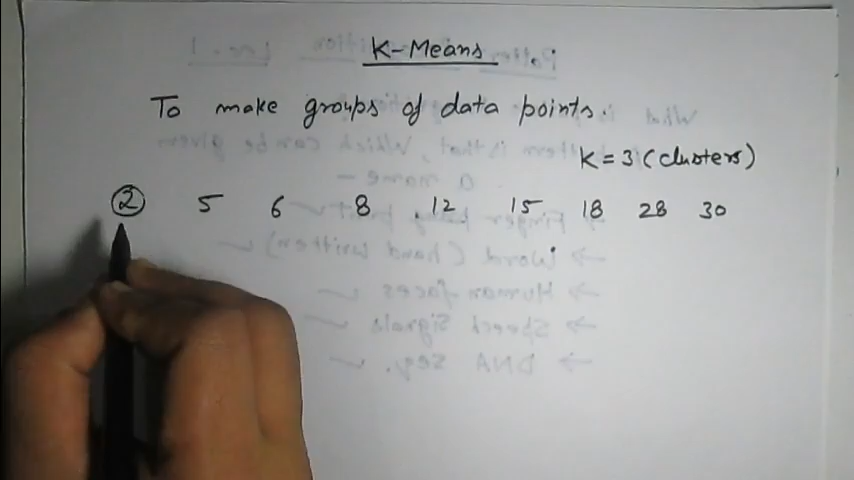 K-Means
To make groups of data points.
K = 3 (clusters)
2 5 6 8 12 15 18 28 30